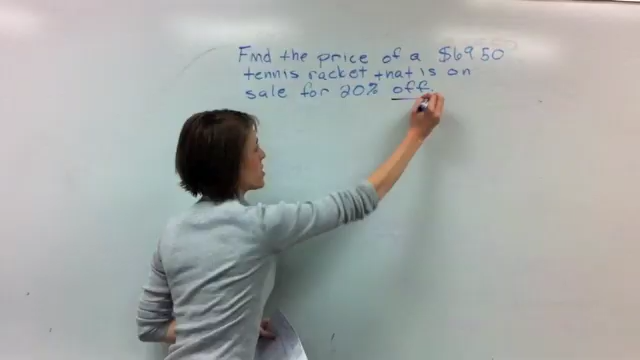 Find the price of a $69.50
tennis racket that is on
sale for 20% off.